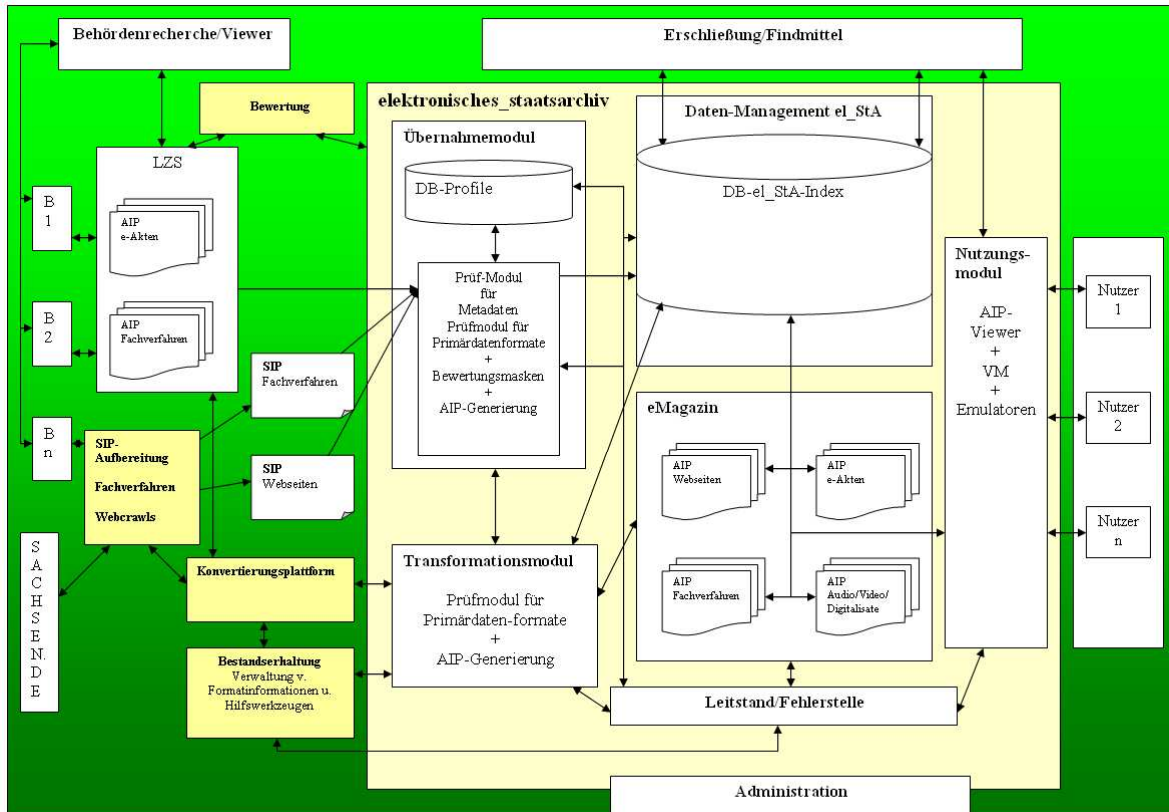 Behördenrecherche/Viewer
Erschließung/Findmittel
Bewertung
elektronisches_staatsarchiv
Daten-Management el_StA
Übernahmemodul
LZS
DB-Profile
DB-el_StA-Index
B
1
AIP
e-Akten
B
2
AIP
Fachverfahren
B
n
Prüf-Modul
für
Metadaten
Prüfmodul für
Primärdatenformate
+
Bewertungsmasken
+
AIP-Generierung
Nutzungs-
modul
AIP-
Viewer
+
VM
+
Emulatoren
Nutzer
1
Nutzer
2
Nutzer
n
SIP
Fachverfahren
SIP
Webseiten
SIP-
Aufbereitung
Fachverfahren
Webcrawls
eMagazin
AIP
Webseiten
AIP
e-Akten
AIP
Fachverfahren
AIP
Audio/Video/
Digitalisate
S
A
C
H
S
E
N.
D
E
Konvertierungsplattform
Transformationsmodul
Prüfmodul für
Primärdaten-formate
+
AIP-Generierung
Bestandserhaltung
Verwaltung v.
Formatinformationen u.
Hilfswerkzeugen
Leitstand/Fehlerstelle
Administration